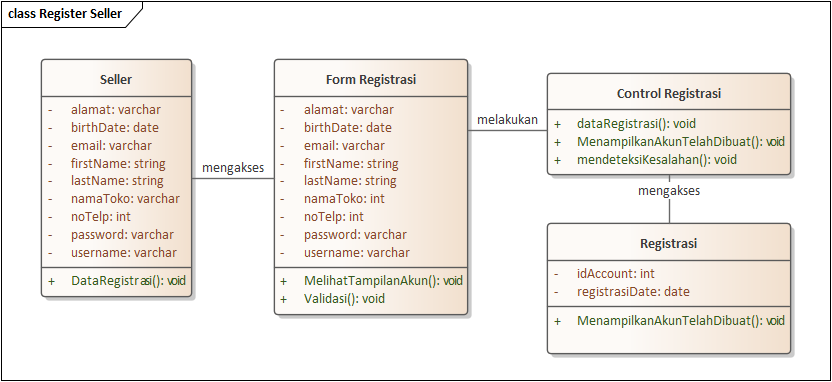 class Register Seller
Seller
- alamat: varchar
- birthDate: date
- email: varchar
- firstName: string
- lastName: string
- namaToko: varchar
- noTelp: int
- password: varchar
- username: varchar
+ DataRegistrasi(): void
mengakses
Form Registrasi
- alamat: varchar
- birthDate: date
- email: varchar
- firstName: string
- lastName: string
- namaToko: int
- noTelp: int
- password: varchar
- username: varchar
+ MelihatTampilanAkun(): void
+ Validasi(): void
melakukan
Control Registrasi
+ dataRegistrasi(): void
+ MenampilkanAkunTelahDibuat(): void
+ mendeteksiKesalahan(): void
mengakses
Registrasi
- idAccount: int
- registrasiDate: date
+ MenampilkanAkunTelahDibuat(): void